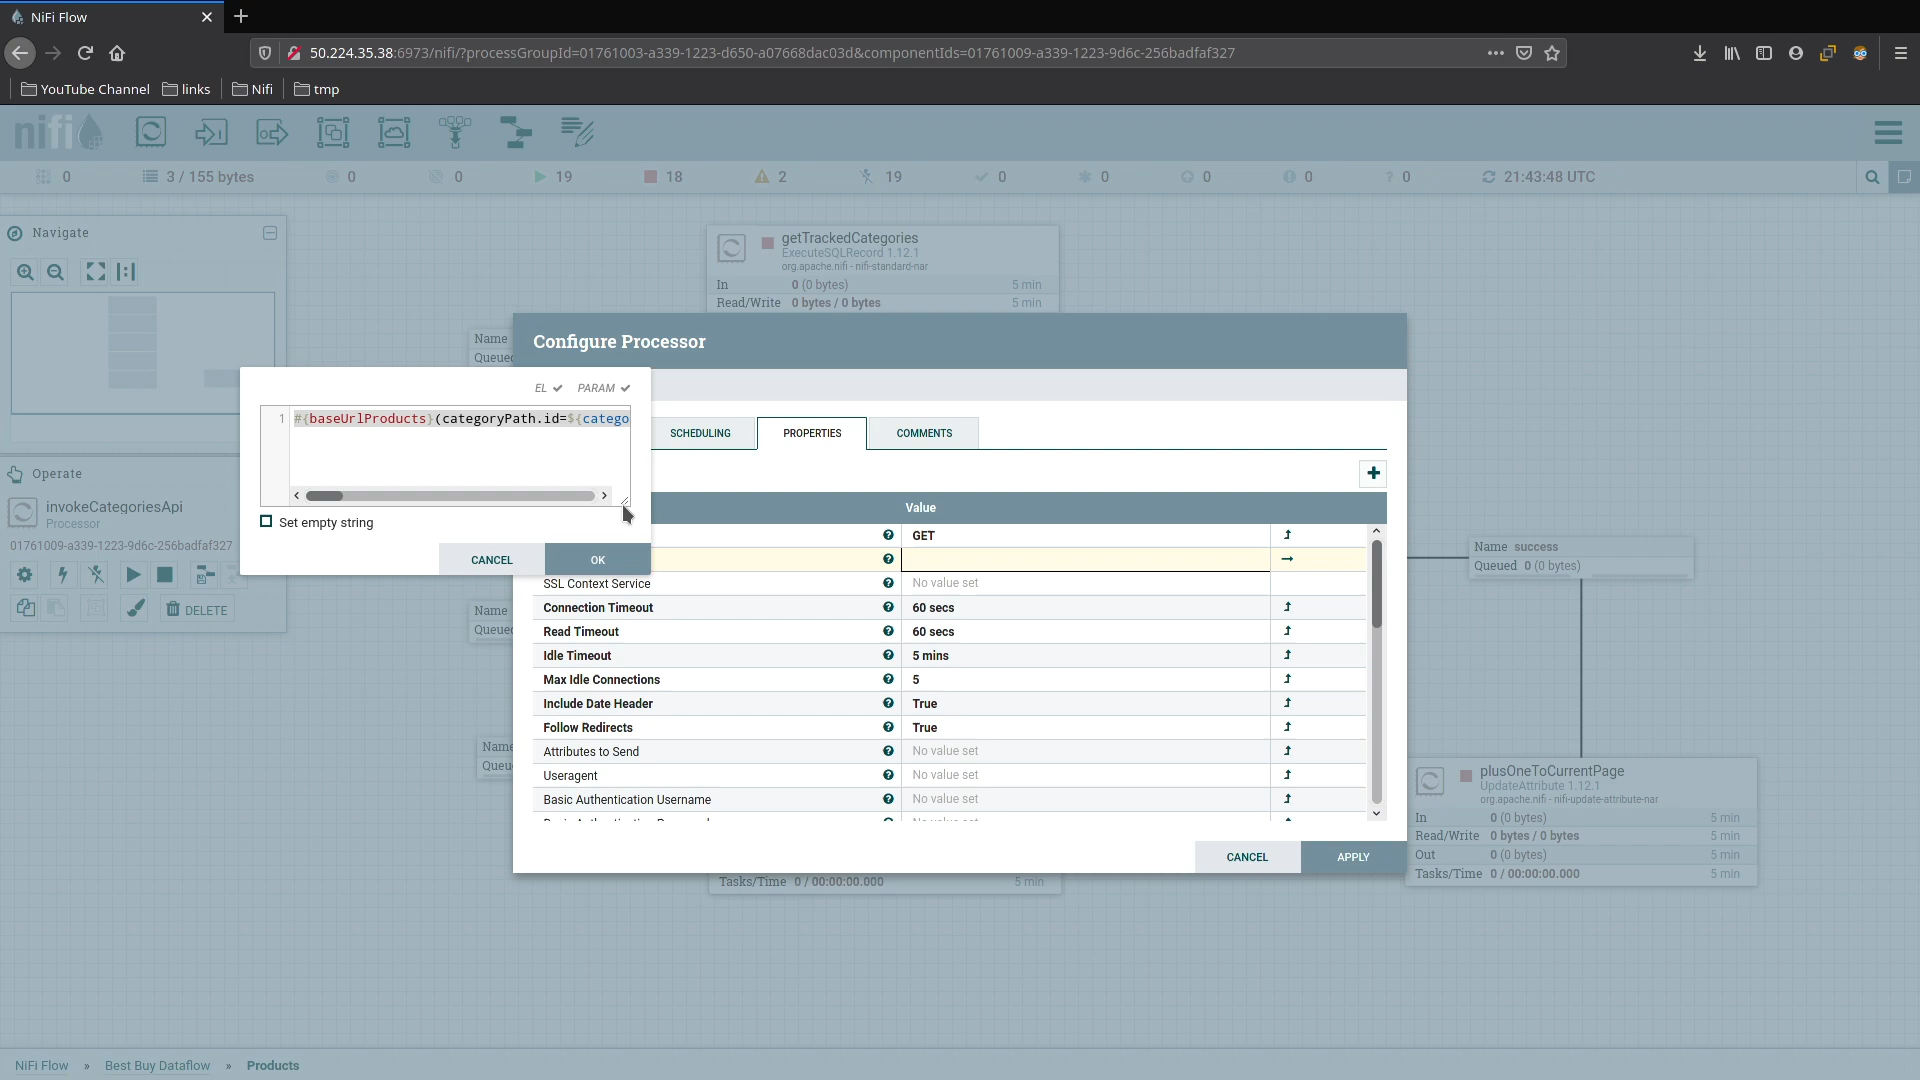 NiFi Flow
50.224.35.38:6973/nifi/?processGroupId=01761003-a339-1223-d650-a07668dac03d&componentIds=01761009-a339-1223-9d6c-256badfaf327
YouTube Channel links Nifi tmp
nifi
0 3 / 155 bytes 0 0 19 18 2 19 0 0 0 0 ? 0 21:43:48 UTC
Navigate
getTrackedCategories
ExecuteSQLRecord 1.12.1
org.apache.nifi - nifi-standard-nar
In 0 (0 bytes) 5 min
Read/Write 0 bytes / 0 bytes 5 min
Name
Queued
Configure Processor
EL PARAM
1 #{baseUrlProducts}(categoryPath.id=${catego
Set empty string
CANCEL OK
SCHEDULING PROPERTIES COMMENTS
Value
GET
SSL Context Service No value set
Connection Timeout 60 secs
Read Timeout 60 secs
Idle Timeout 5 mins
Max Idle Connections 5
Include Date Header True
Follow Redirects True
Attributes to Send No value set
Useragent No value set
Basic Authentication Username No value set
CANCEL APPLY
Operate
invokeCategoriesApi
Processor
01761009-a339-1223-9d6c-256badfaf327
DELETE
Name
Queued
Name
Queu
Name success
Queued 0 (0 bytes)
plusOneToCurrentPage
UpdateAttribute 1.12.1
org.apache.nifi - nifi-update-attribute-nar
In 0 (0 bytes) 5 min
Read/Write 0 bytes / 0 bytes 5 min
Out 0 (0 bytes) 5 min
Tasks/Time 0 / 00:00:00.000 5 min
Tasks/Time 0 / 00:00:00.000 5 min
NiFi Flow » Best Buy Dataflow » Products